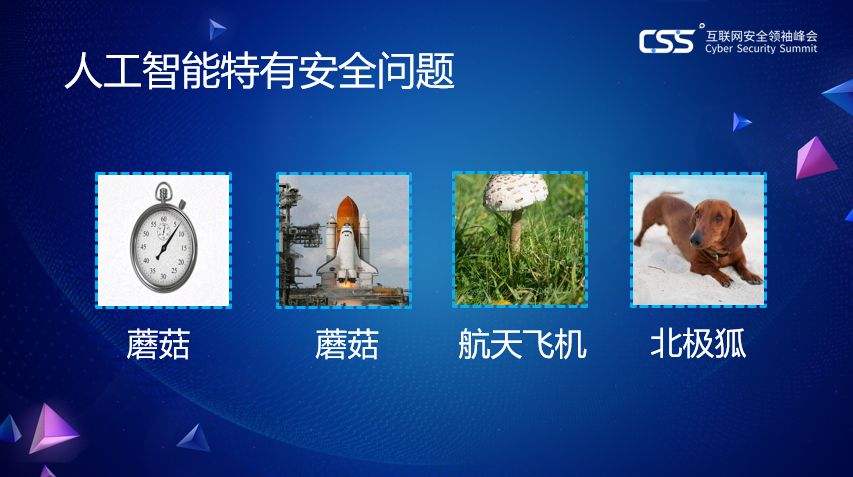 CSS 互联网安全领袖峰会
Cyber Security Summit
人工智能特有安全问题
蘑菇
蘑菇
航天飞机
北极狐